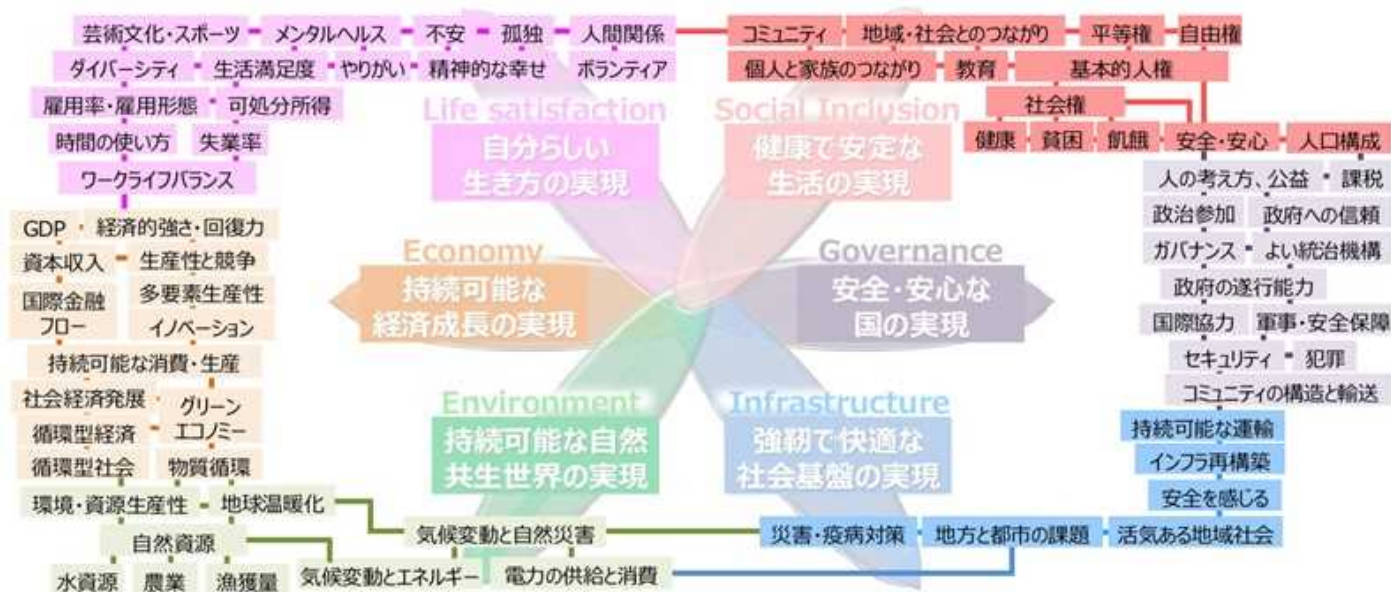 芸術文化・スポーツ
メンタルヘルス
不安
孤独
人間関係
コミュニティ
地域・社会とのつながり
平等権
自由権
ダイバーシティ
生活満足度
やりがい
精神的な幸せ
ボランティア
個人と家族のつながり
教育
基本的人権
雇用率・雇用形態
可処分所得
社会権
時間の使い方
失業率
健康
貧困
飢餓
安全・安心
人口構成
ワークライフバランス
Life satisfaction
自分らしい
生き方の実現
Social Inclusion
健康で安定な
生活の実現
人の考え方、公益
課税
政治参加
政府への信頼
ガバナンス
よい統治機構
政府の遂行能力
国際協力
軍事・安全保障
セキュリティ
犯罪
コミュニティの構造と輸送
GDP
経済的強さ・回復力
資本収入
生産性と競争
国際金融
フロー
多要素生産性
イノベーション
持続可能な消費・生産
社会経済発展
グリーン
エコノミー
循環型経済
循環型社会
物質循環
Economy
持続可能な
経済成長の実現
Governance
安全・安心な
国の実現
Environment
持続可能な自然
共生世界の実現
Infrastructure
強靭で快適な
社会基盤の実現
持続可能な運輸
インフラ再構築
安全を感じる
環境・資源生産性
地球温暖化
自然資源
気候変動と自然災害
災害・疫病対策
地方と都市の課題
活気ある地域社会
水資源
農業
漁獲量
気候変動とエネルギー
電力の供給と消費